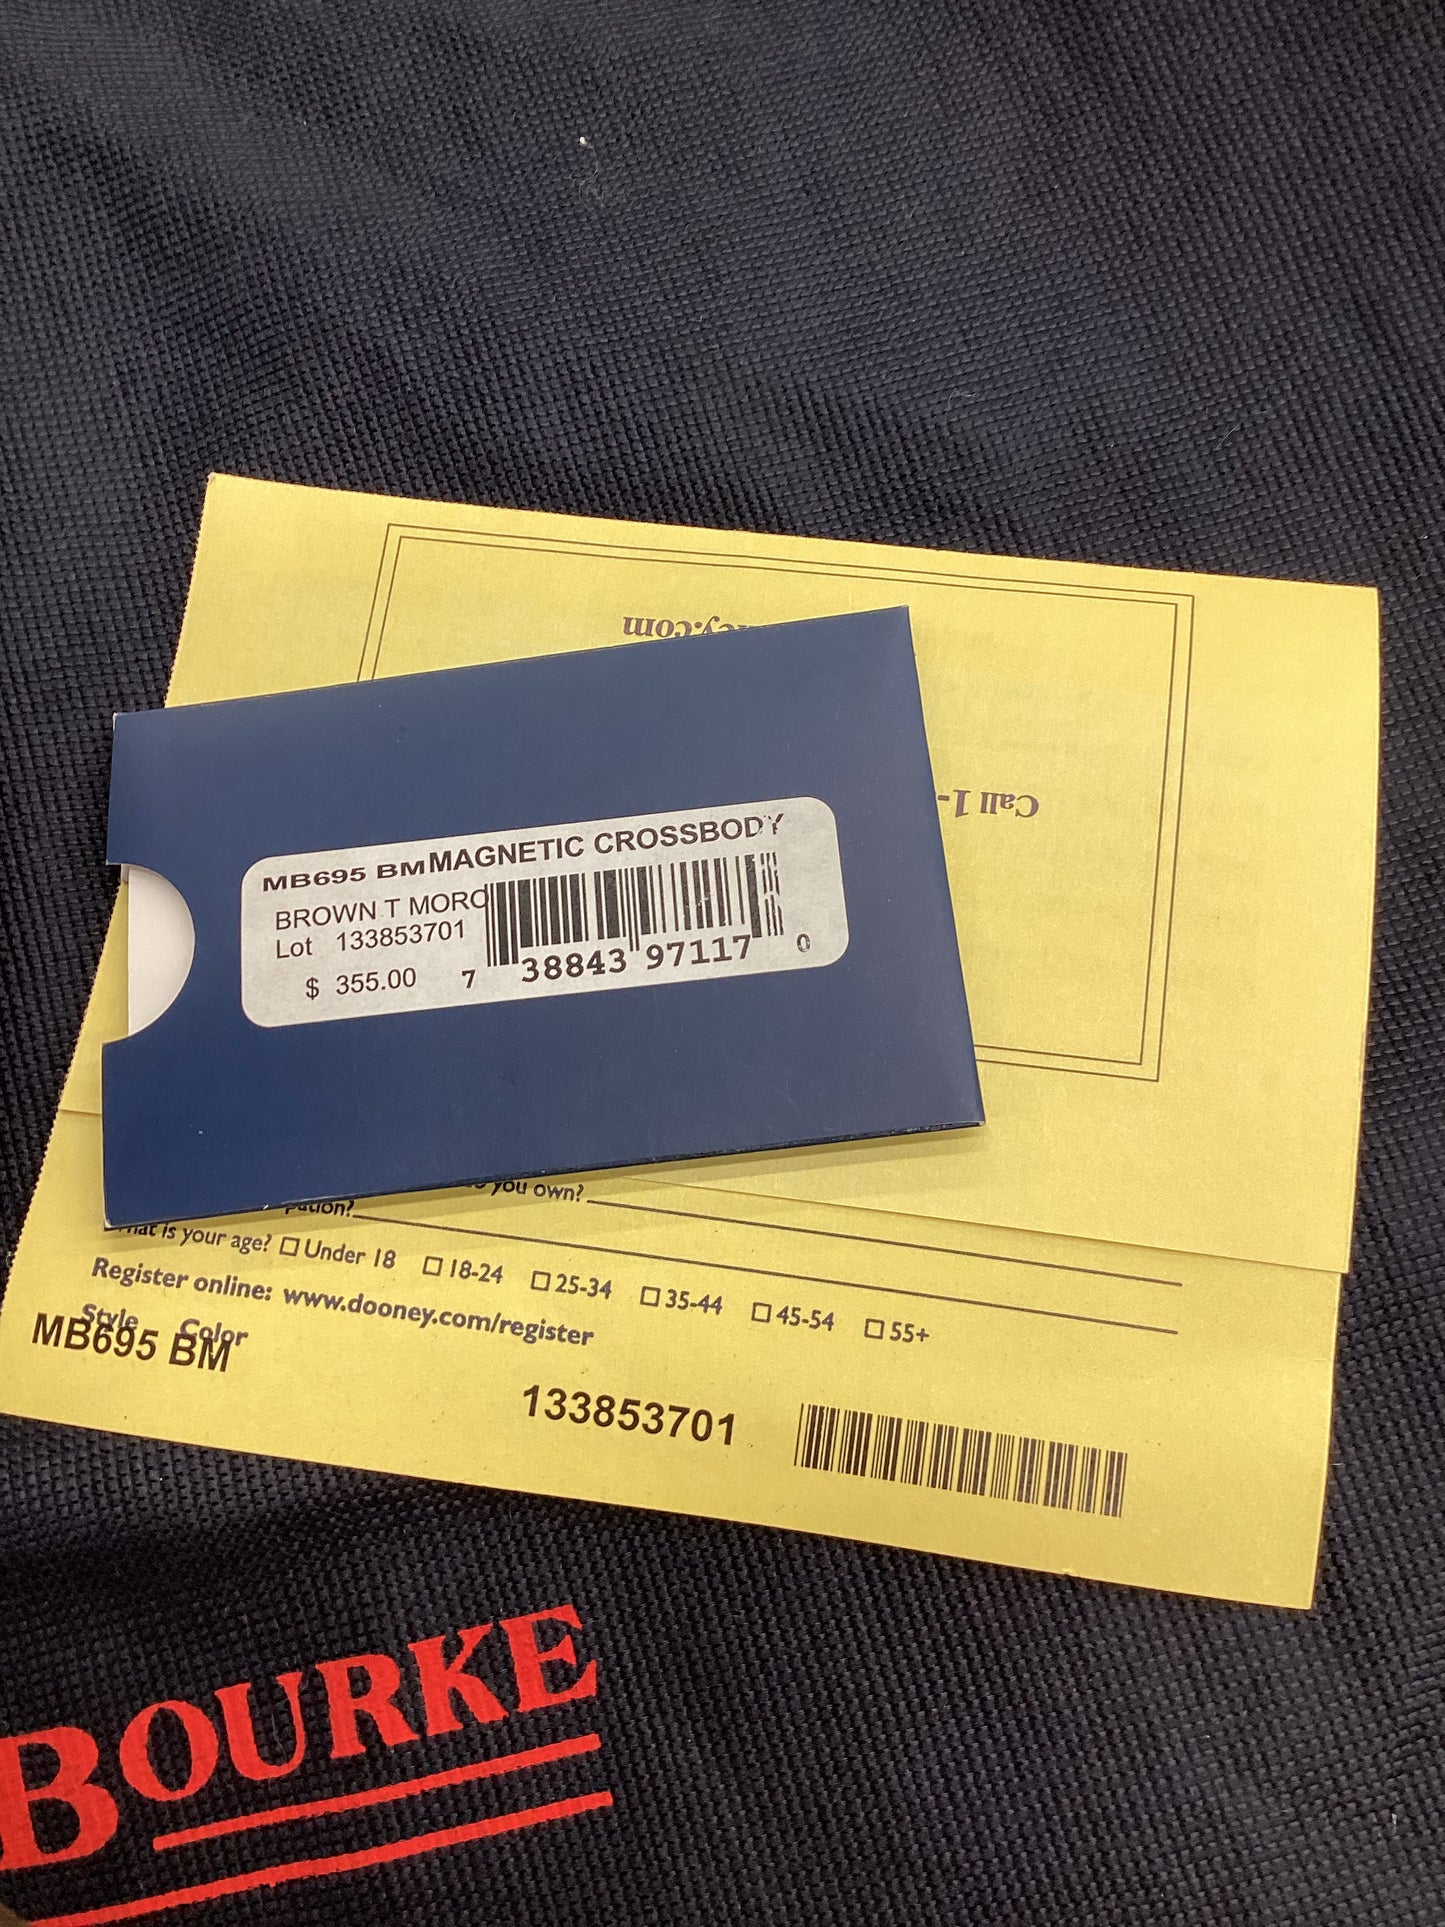 ney.com
Call 1-
MB695 BM MAGNETIC CROSSBODY
BROWN T MORO
Lot 133853701
$ 355.00
7 38843 97117 0
you own?
pation?
What is your age? ☐ Under 18 ☐ 18-24 ☐ 25-34 ☐ 35-44 ☐ 45-54 ☐ 55+
Register online: www.dooney.com/register
Style Color
MB695 BM
133853701
BOURKE